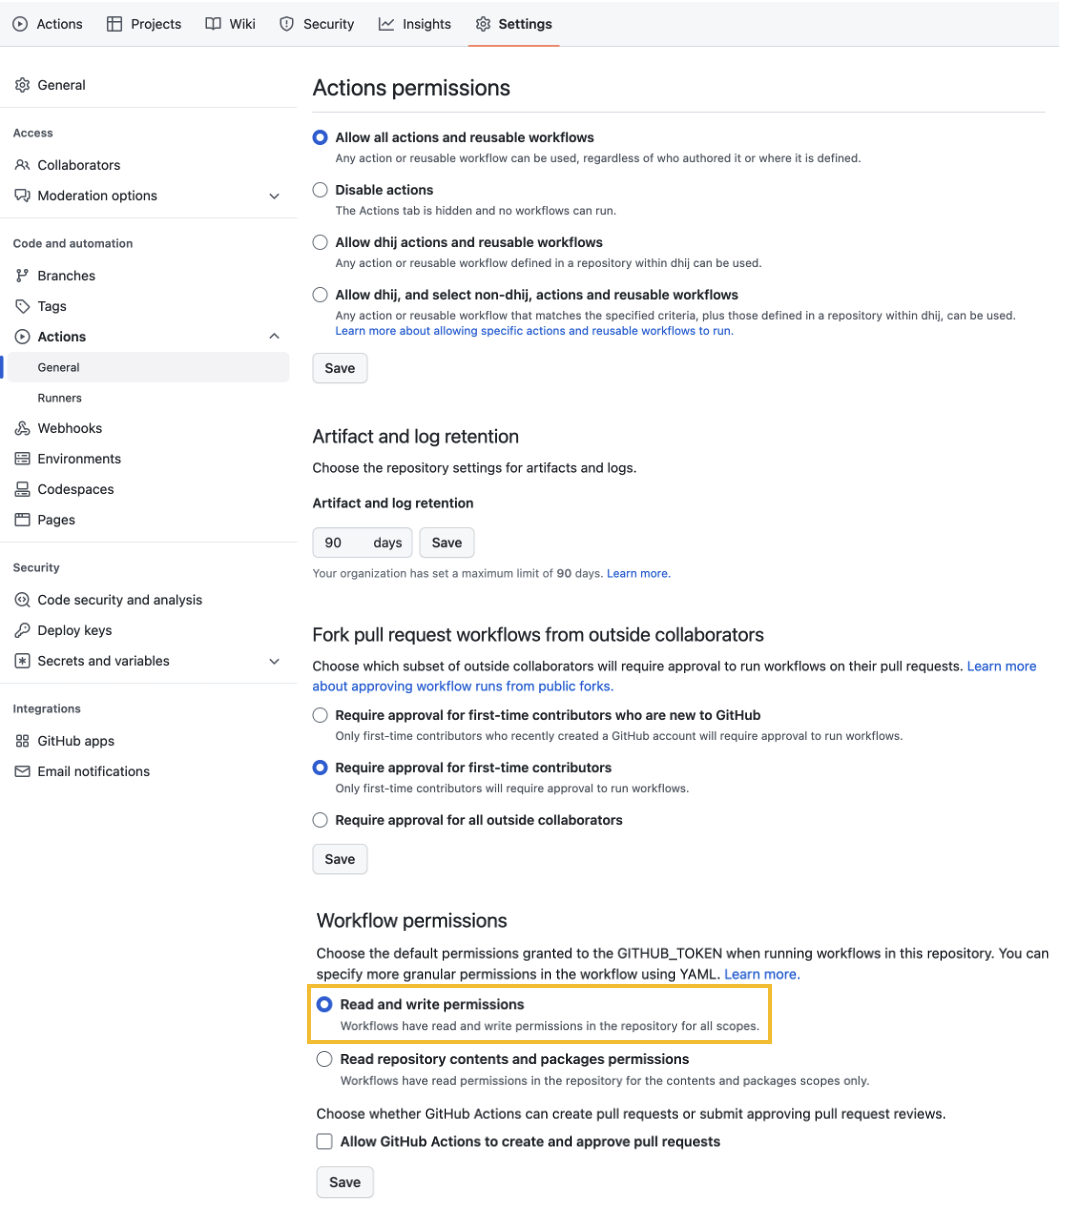 Actions
Projects
Wiki
Security
Insights
Settings
General
Access
Collaborators
Moderation options
Code and automation
Branches
Tags
Actions
General
Runners
Webhooks
Environments
Codespaces
Pages
Security
Code security and analysis
Deploy keys
Secrets and variables
Integrations
GitHub apps
Email notifications
Actions permissions
Allow all actions and reusable workflows
Any action or reusable workflow can be used, regardless of who authored it or where it is defined.
Disable actions
The Actions tab is hidden and no workflows can run.
Allow dhij actions and reusable workflows
Any action or reusable workflow defined in a repository within dhij can be used.
Allow dhij, and select non-dhij, actions and reusable workflows
Any action or reusable workflow that matches the specified criteria, plus those defined in a repository within dhij, can be used.
Learn more about allowing specific actions and reusable workflows to run.
Save
Artifact and log retention
Choose the repository settings for artifacts and logs.
Artifact and log retention
90 days
Save
Your organization has set a maximum limit of 90 days. Learn more.
Fork pull request workflows from outside collaborators
Choose which subset of outside collaborators will require approval to run workflows on their pull requests. Learn more
about approving workflow runs from public forks.
Require approval for first-time contributors who are new to GitHub
Only first-time contributors who recently created a GitHub account will require approval to run workflows.
Require approval for first-time contributors
Only first-time contributors will require approval to run workflows.
Require approval for all outside collaborators
Save
Workflow permissions
Choose the default permissions granted to the GITHUB_TOKEN when running workflows in this repository. You can
specify more granular permissions in the workflow using YAML. Learn more.
Read and write permissions
Workflows have read and write permissions in the repository for all scopes.
Read repository contents and packages permissions
Workflows have read permissions in the repository for the contents and packages scopes only.
Choose whether GitHub Actions can create pull requests or submit approving pull request reviews.
Allow GitHub Actions to create and approve pull requests
Save